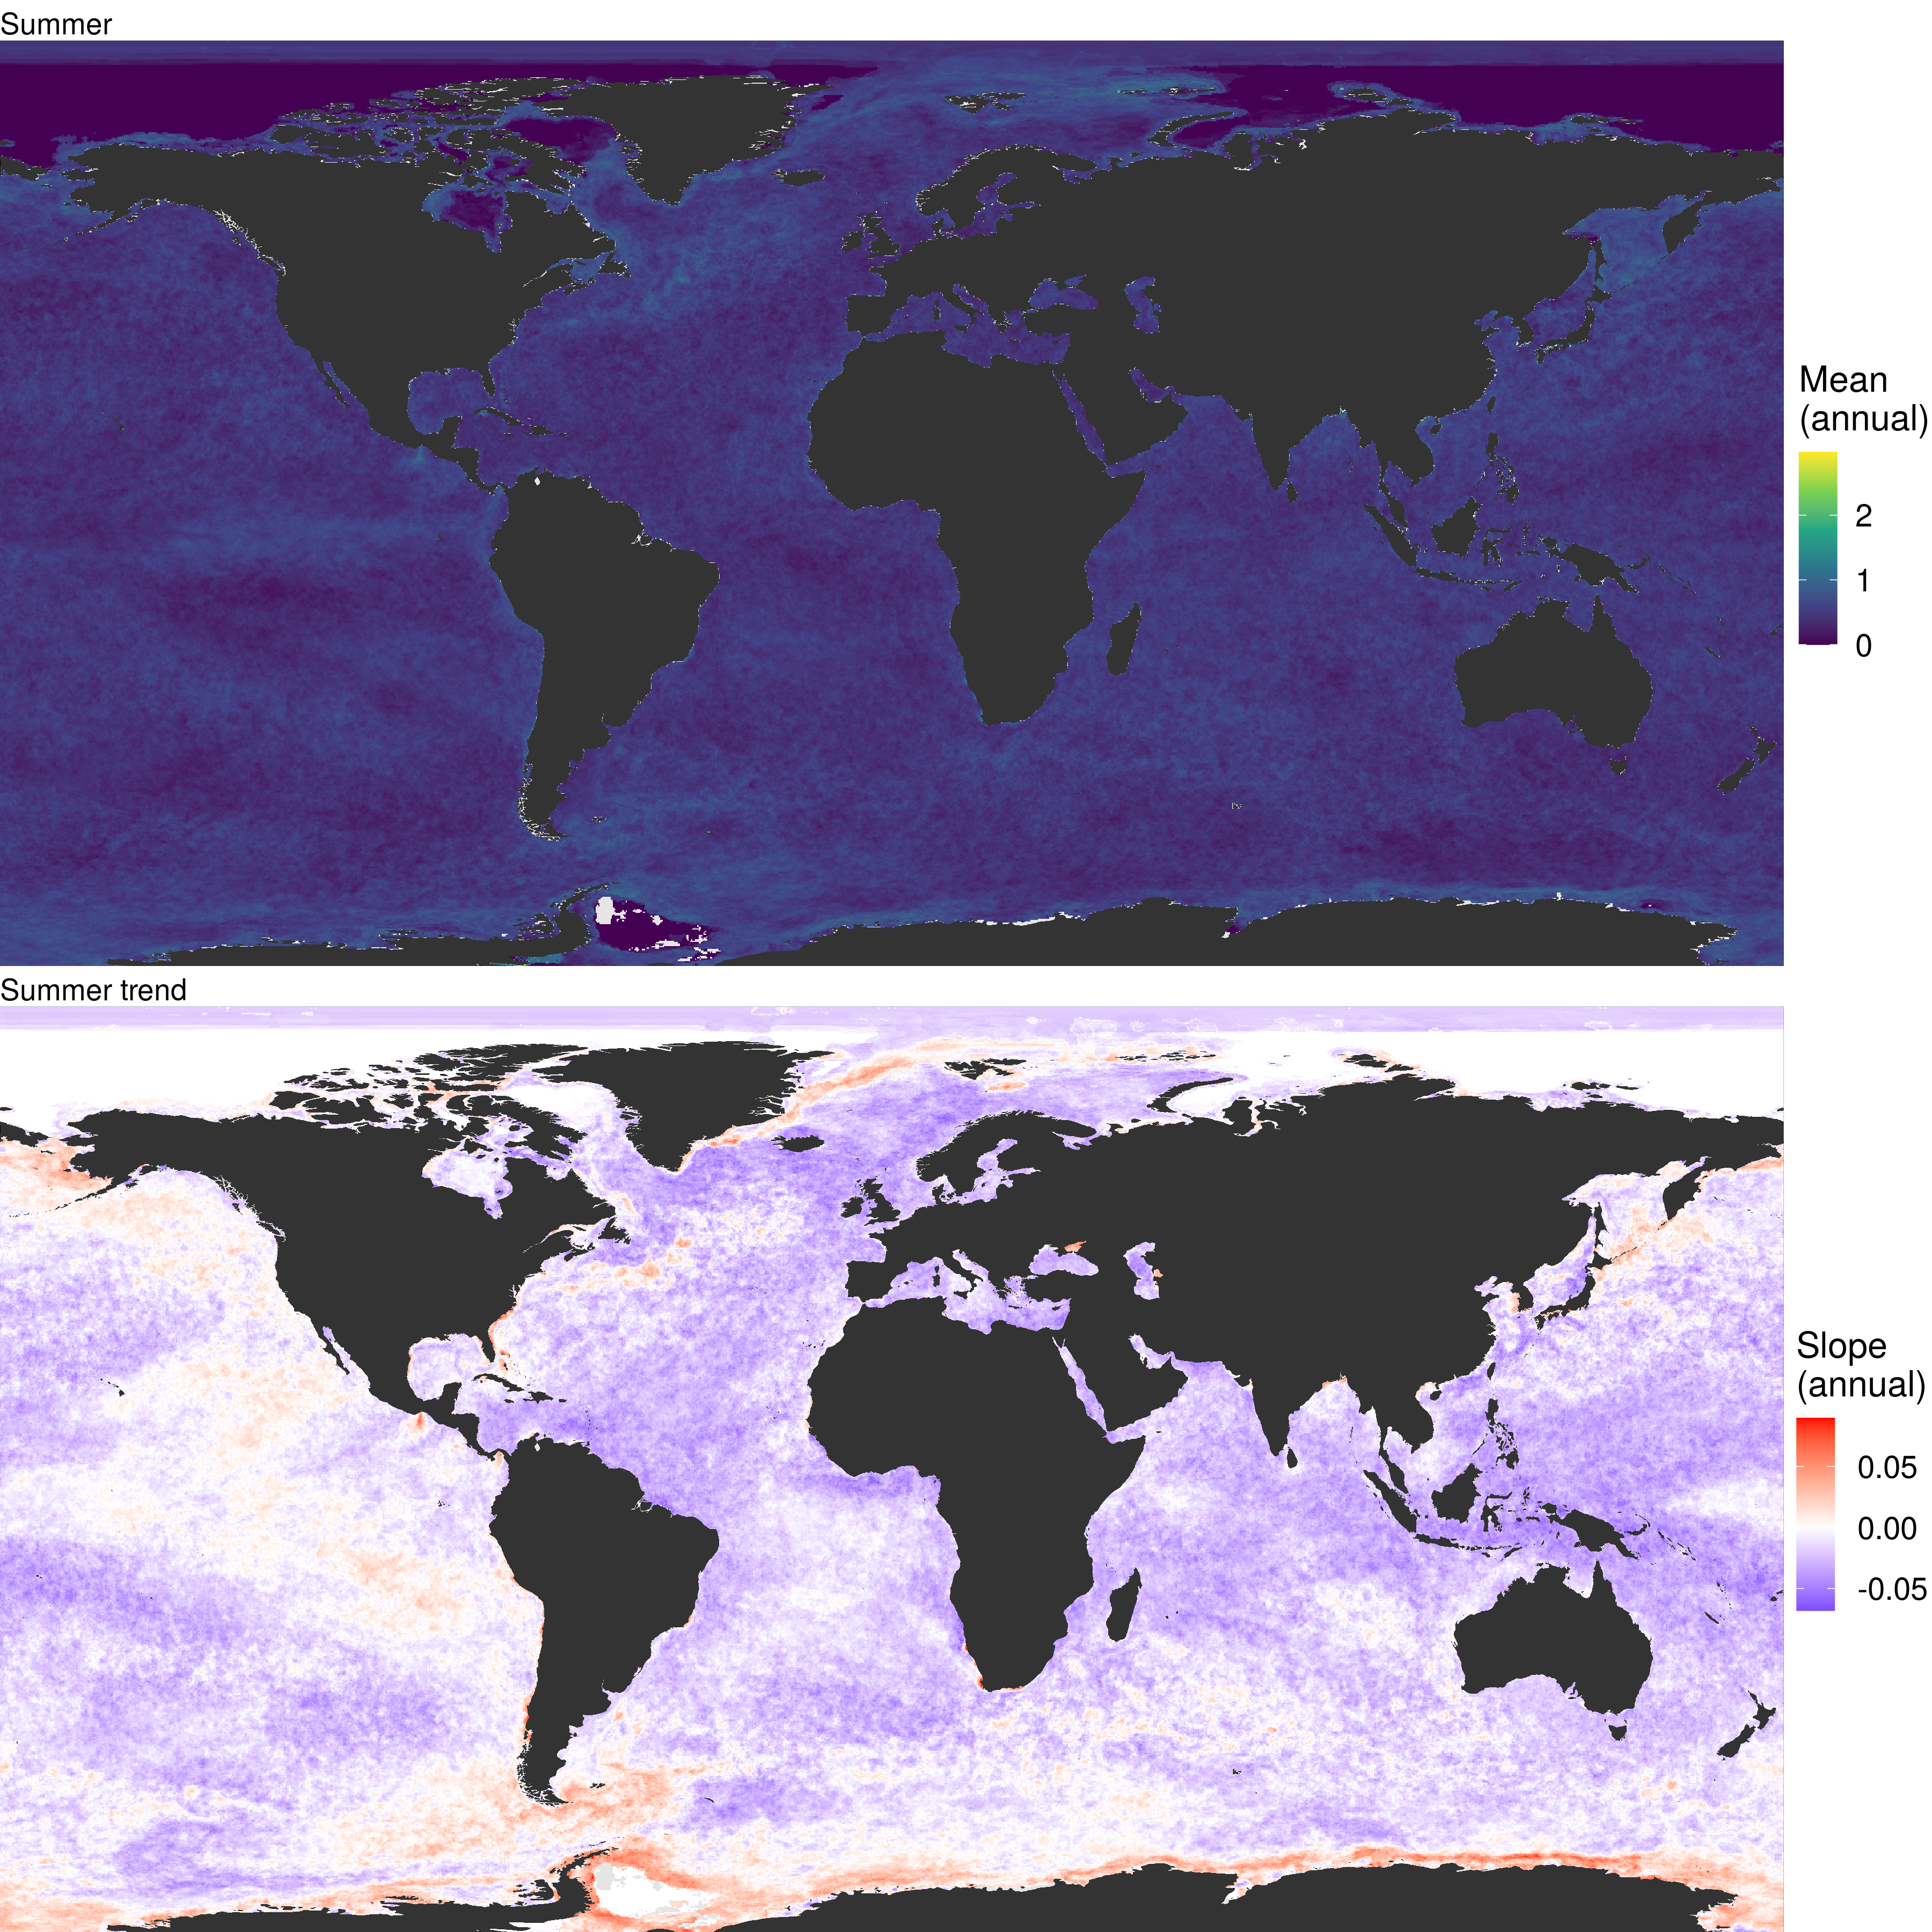 Summer
Mean
(annual)
2
1
0
Summer trend
Slope
(annual)
0.05
0.00
-0.05